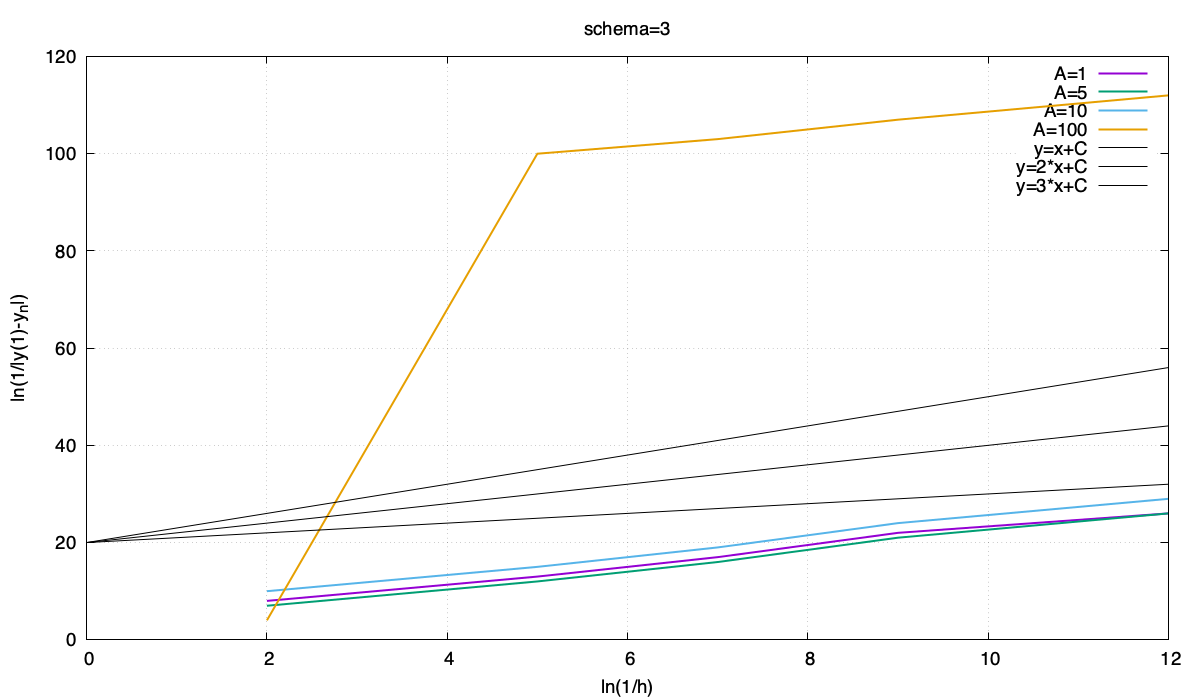 schema=3
120
100
80
60
40
20
0
ln(1/|y(1)-yn|)
A=1
A=5
A=10
A=100
y=x+C
y=2*x+C
y=3*x+C
0 2 4 6 8 10 12
ln(1/h)